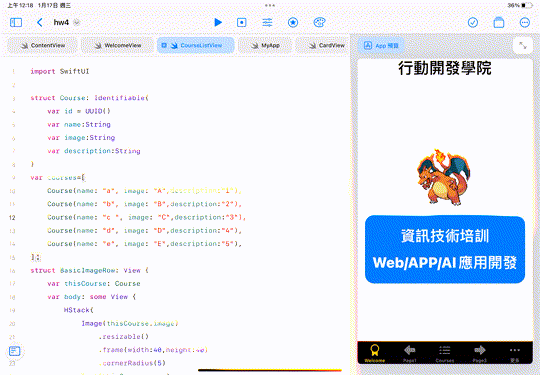 上午12:18 1月17日 週三
36%
hw4
ContentView
WelcomeView
CourseListView
MyApp
CardView
App 預覽
1 import SwiftUI
2
3 struct Course: Identifiable{
4 var id = UUID()
5 var name:String
6 var image:String
7 var description:String
8 }
9 var courses=[
10 Course(name: "a", image: "A",description:"1"),
11 Course(name: "b", image: "B",description:"2"),
12 Course(name: "c ", image: "C",description:"3"),
13 Course(name: "d", image: "D",description:"4"),
14 Course(name: "e", image: "E",description:"5"),
15 ];
16 struct BasicImageRow: View {
17 var thisCourse: Course
18 var body: some View {
19 HStack{
20 Image(thisCourse.image)
21 .resizable()
22 .frame(width:40,height:40)
23 .cornerRadius(5)
行動開發學院
資訊技術培訓
Web/APP/AI 應用開發
Welcome
Page1
Courses
Page3
更多